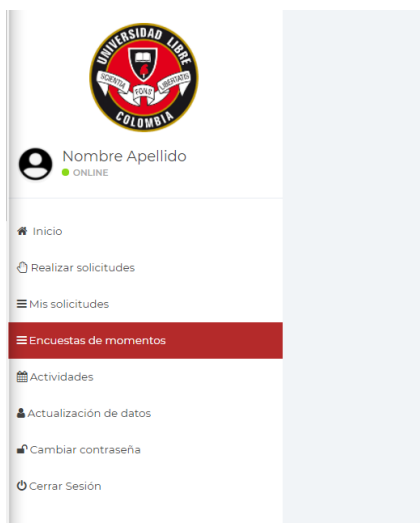 UNIVERSIDAD LIBRE
SCIENTIA FONS LIBERTATIS
COLOMBIA
Nombre Apellido
ONLINE
Inicio
Realizar solicitudes
Mis solicitudes
Encuestas de momentos
Actividades
Actualización de datos
Cambiar contraseña
Cerrar Sesión